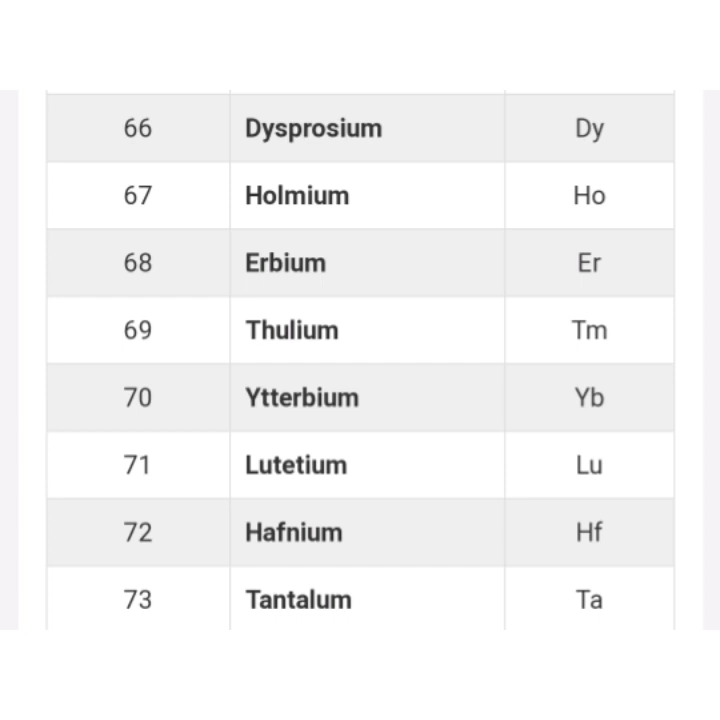 66 Dysprosium Dy
67 Holmium Ho
68 Erbium Er
69 Thulium Tm
70 Ytterbium Yb
71 Lutetium Lu
72 Hafnium Hf
73 Tantalum Ta